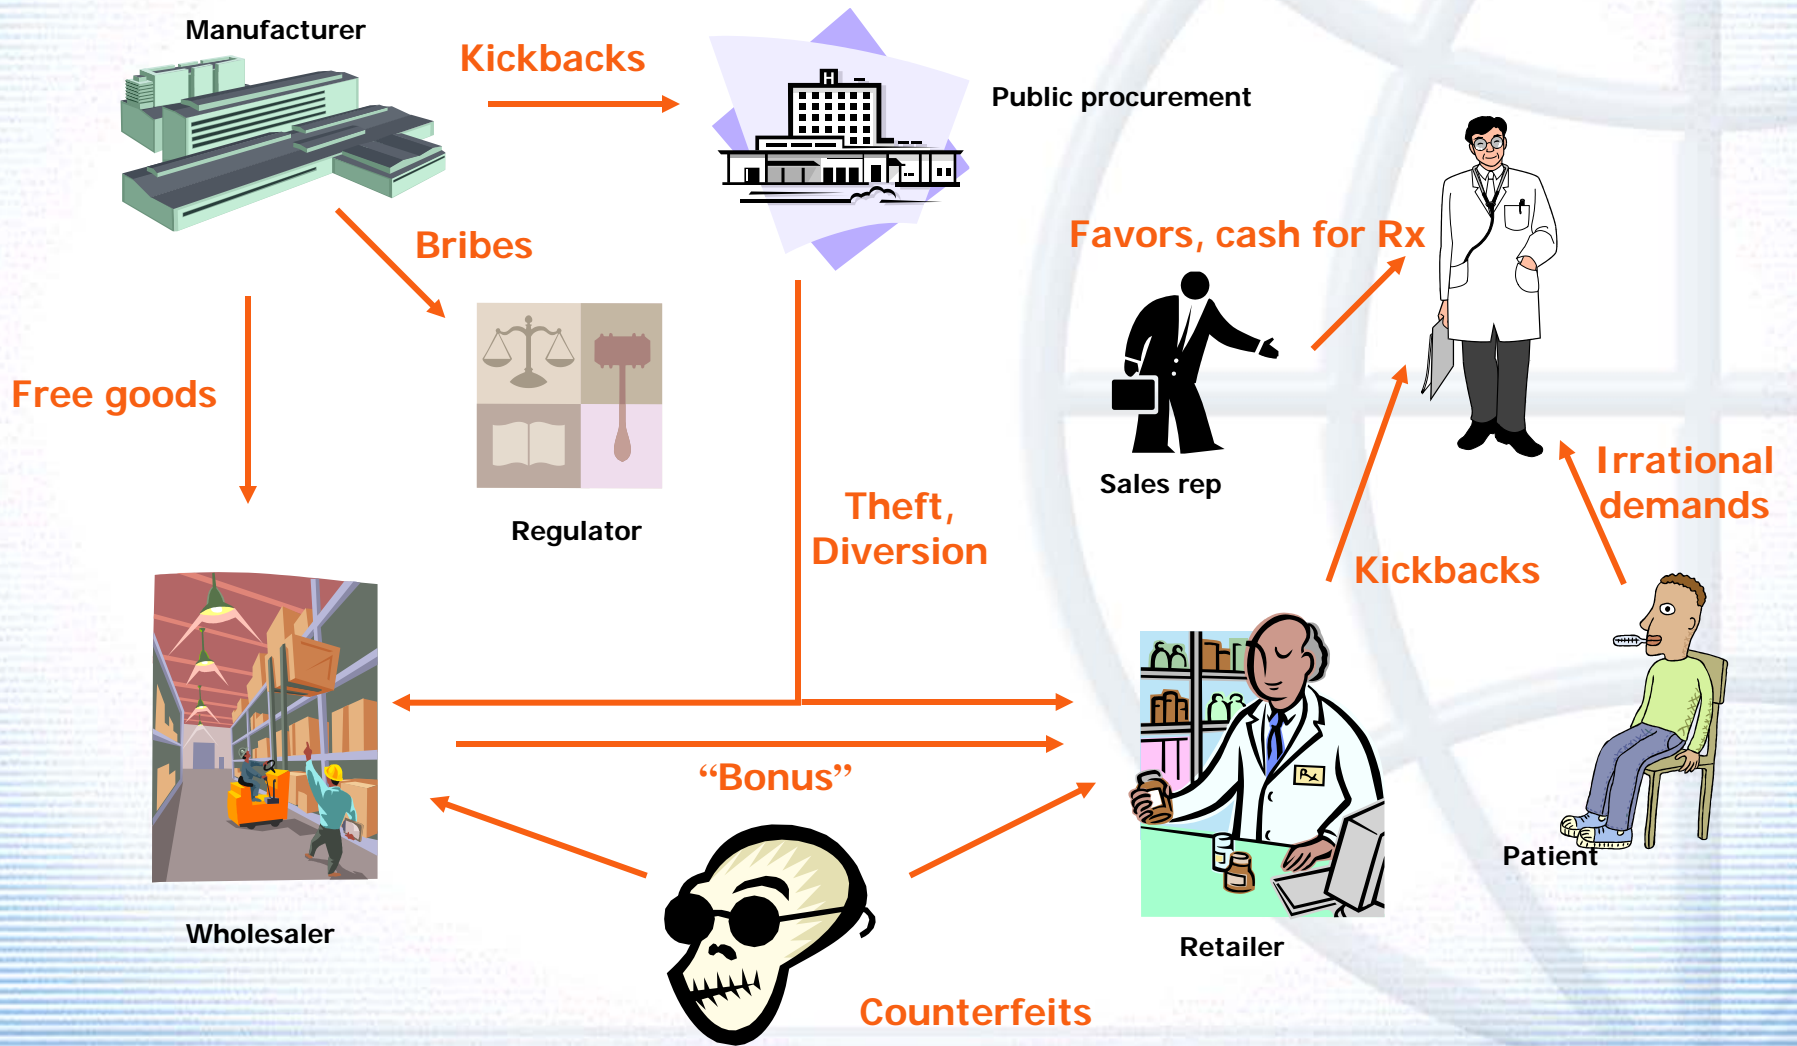 Manufacturer
Kickbacks
Public procurement
H
Bribes
Favors, cash for Rx
Free goods
Regulator
Sales rep
Irrational
demands
Theft,
Diversion
Kickbacks
“Bonus”
Rx
Patient
Wholesaler
Retailer
Counterfeits